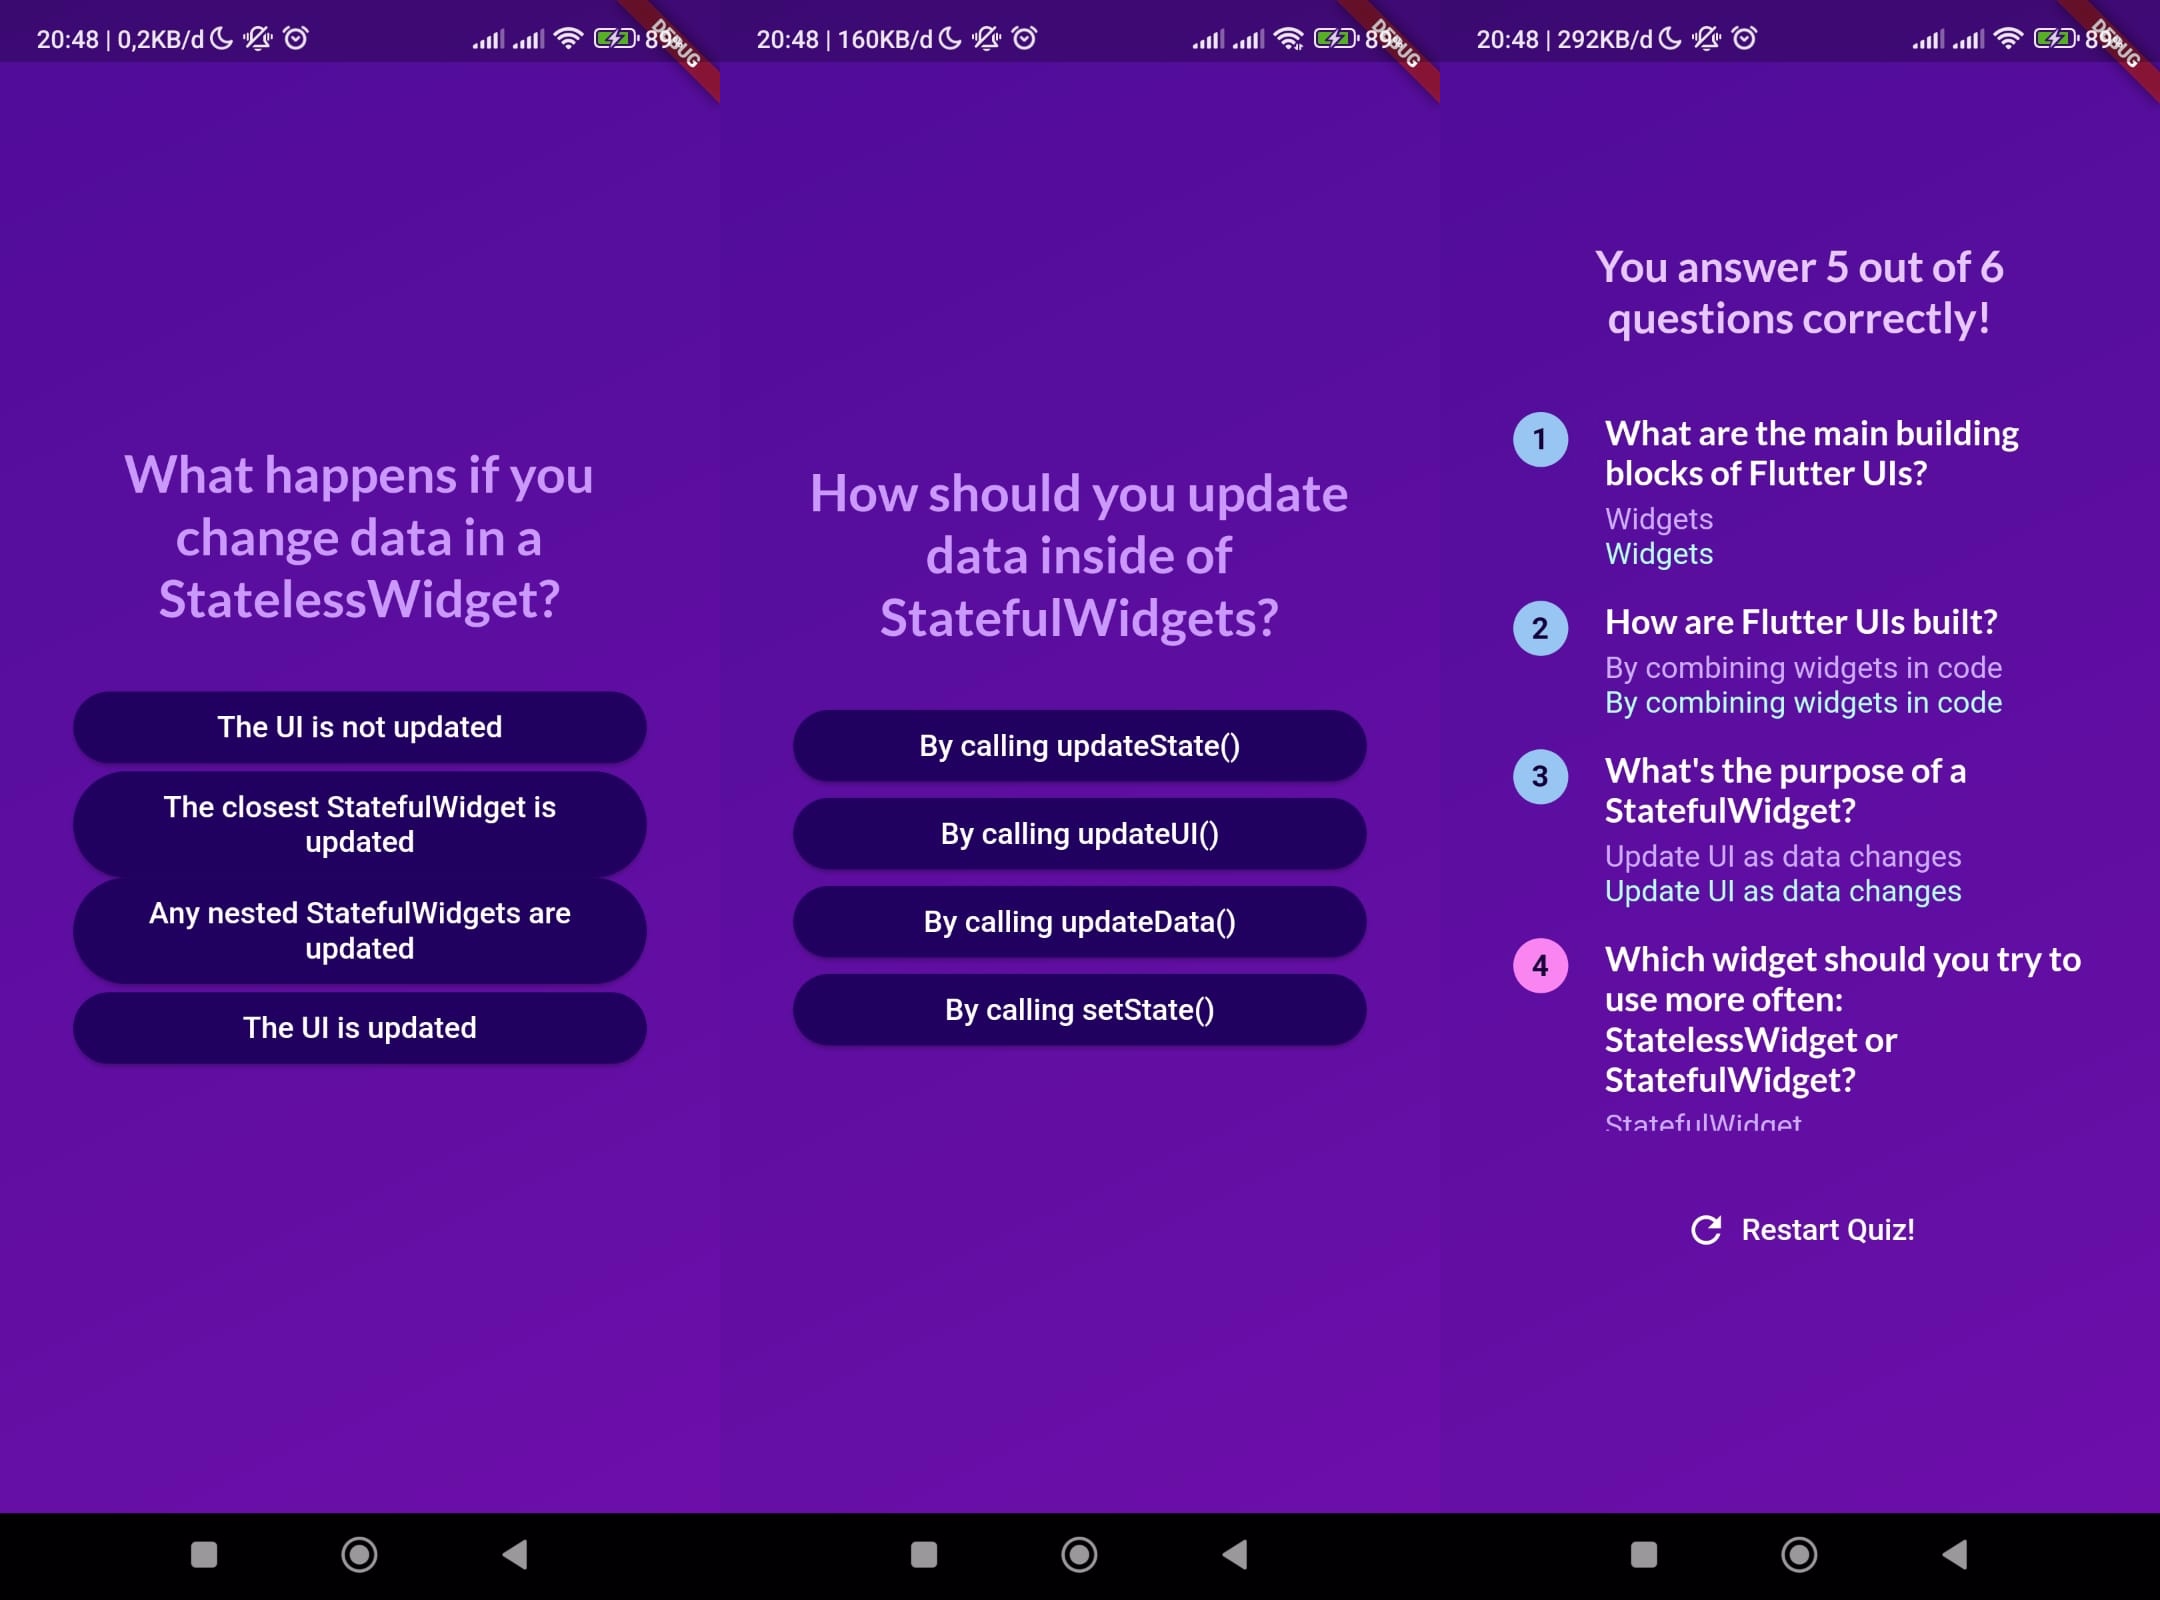 20:48 | 0,2KB/d
DEBUG
What happens if you
change data in a
StatelessWidget?
The UI is not updated
The closest StatefulWidget is
updated
Any nested StatefulWidgets are
updated
The UI is updated
20:48 | 160KB/d
DEBUG
How should you update
data inside of
StatefulWidgets?
By calling updateState()
By calling updateUI()
By calling updateData()
By calling setState()
20:48 | 292KB/d
DEBUG
You answer 5 out of 6
questions correctly!
1
What are the main building
blocks of Flutter UIs?
Widgets
Widgets
2
How are Flutter UIs built?
By combining widgets in code
By combining widgets in code
3
What's the purpose of a
StatefulWidget?
Update UI as data changes
Update UI as data changes
4
Which widget should you try to
use more often:
StatelessWidget or
StatefulWidget?
StatefulWidget
Restart Quiz!